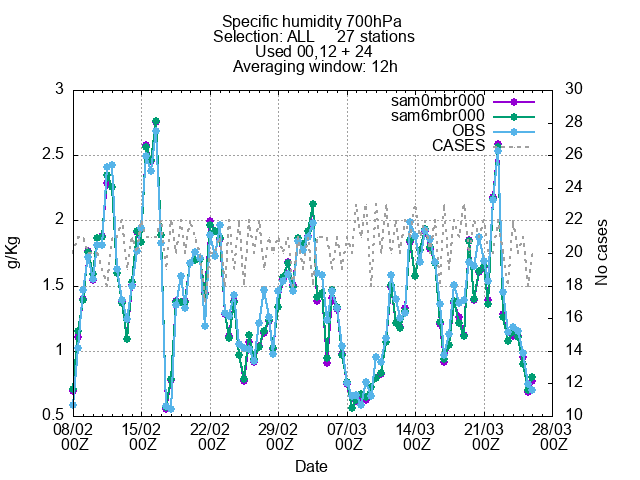 Specific humidity 700hPa
Selection: ALL 27 stations
Used 00,12 + 24
Averaging window: 12h
sam0mbr000
sam6mbr000
OBS
CASES
g/Kg
3
2.5
2
1.5
1
0.5
No cases
30
28
26
24
22
20
18
16
14
12
10
08/02 15/02 22/02 29/02 07/03 14/03 21/03 28/03
00Z 00Z 00Z 00Z 00Z 00Z 00Z 00Z
Date